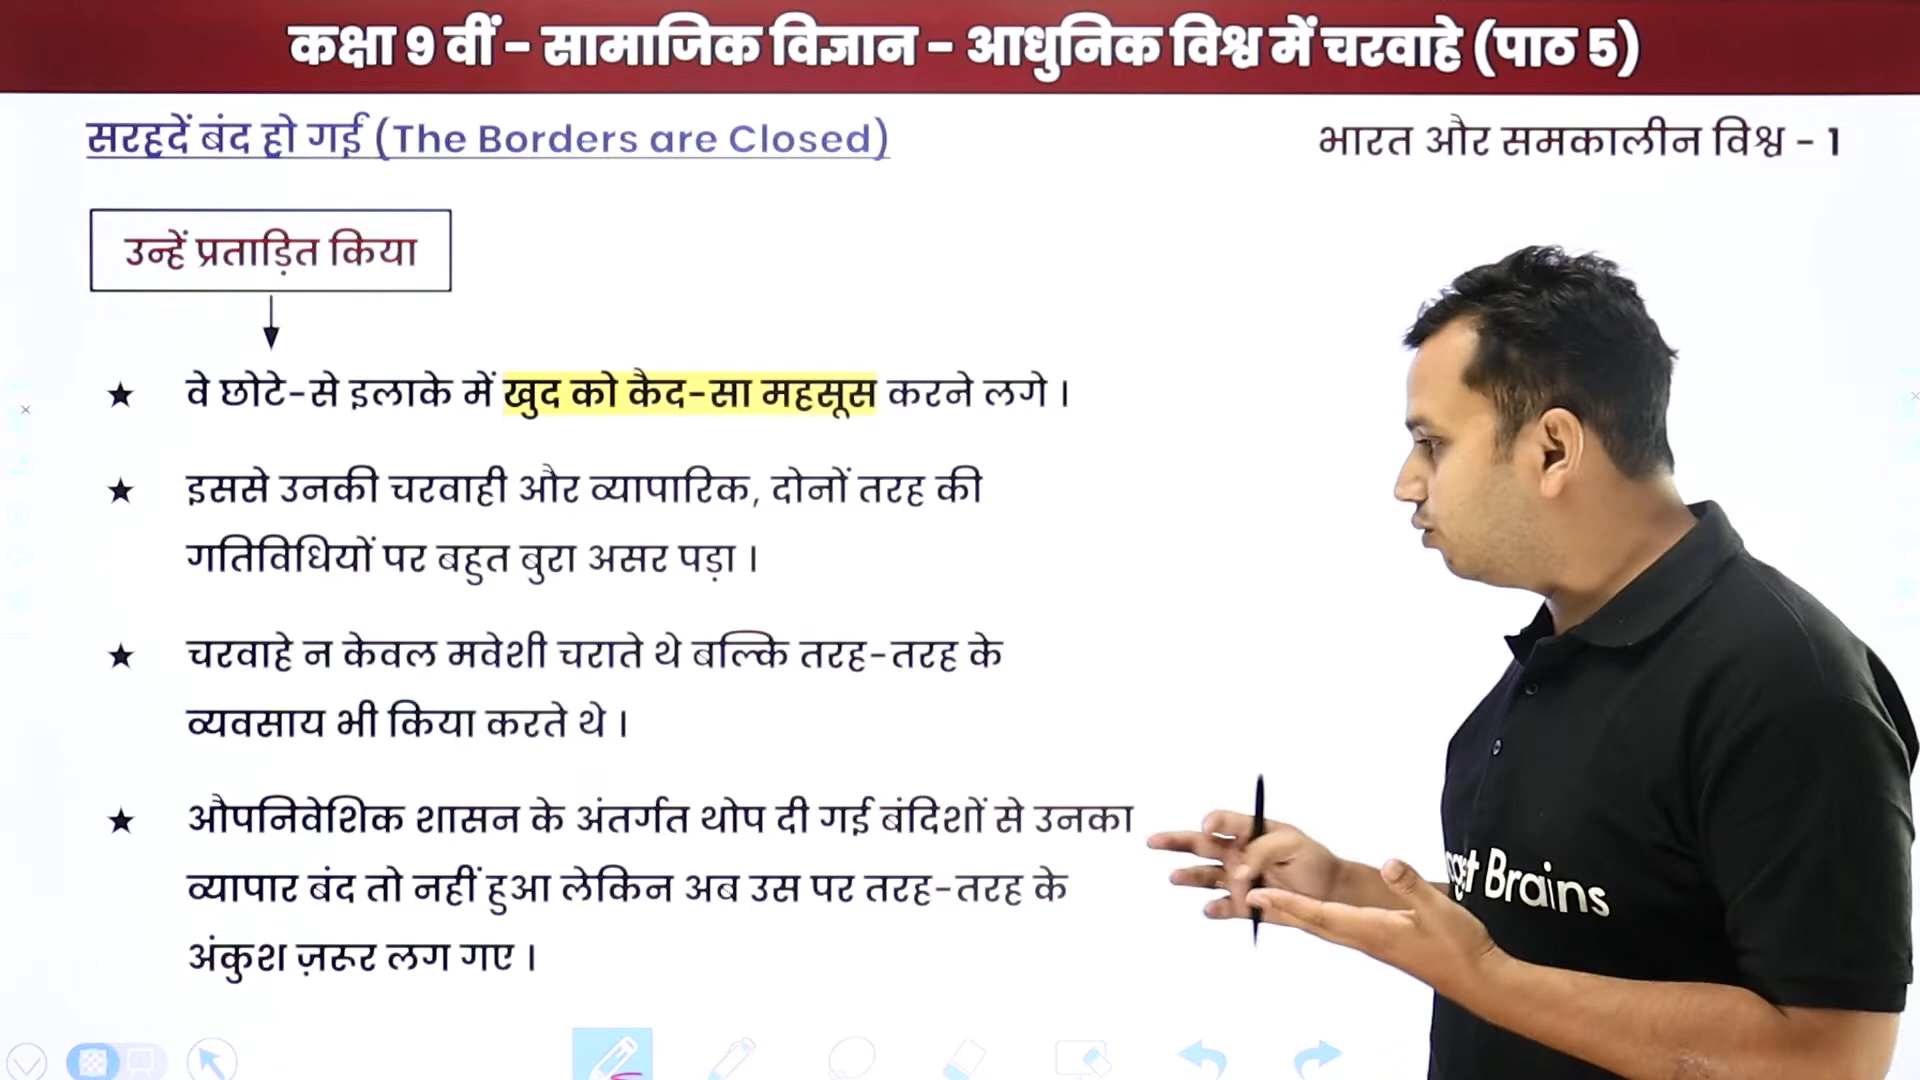 कक्षा 9 वीं - सामाजिक विज्ञान - आधुनिक विश्व में चरवाहे (पाठ 5)
सरहदें बंद हो गईं (The Borders are Closed)
भारत और समकालीन विश्व - 1
उन्हें प्रताड़ित किया
★ वे छोटे-से इलाके में खुद को कैद-सा महसूस करने लगे ।
★ इससे उनकी चरवाही और व्यापारिक, दोनों तरह की
गतिविधियों पर बहुत बुरा असर पड़ा ।
★ चरवाहे न केवल मवेशी चराते थे बल्कि तरह-तरह के
व्यवसाय भी किया करते थे ।
★ औपनिवेशिक शासन के अंतर्गत थोप दी गई बंदिशों से उनका
व्यापार बंद तो नहीं हुआ लेकिन अब उस पर तरह-तरह के
अंकुश ज़रूर लग गए ।
Brains